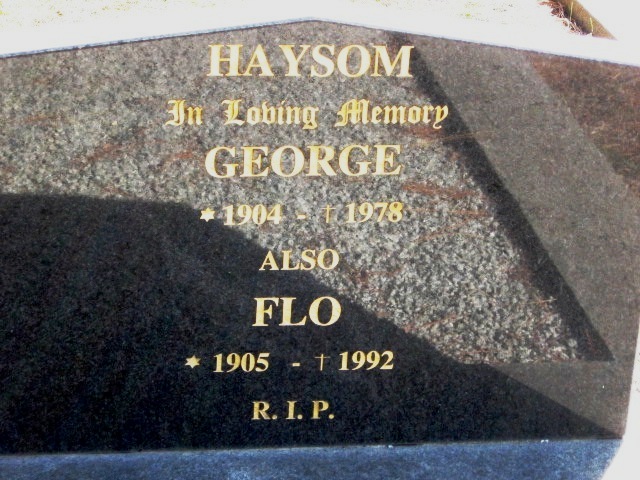 HAYSOM
In Loving Memory
GEORGE
* 1904 - † 1978
ALSO
FLO
* 1905 - † 1992
R. I. P.